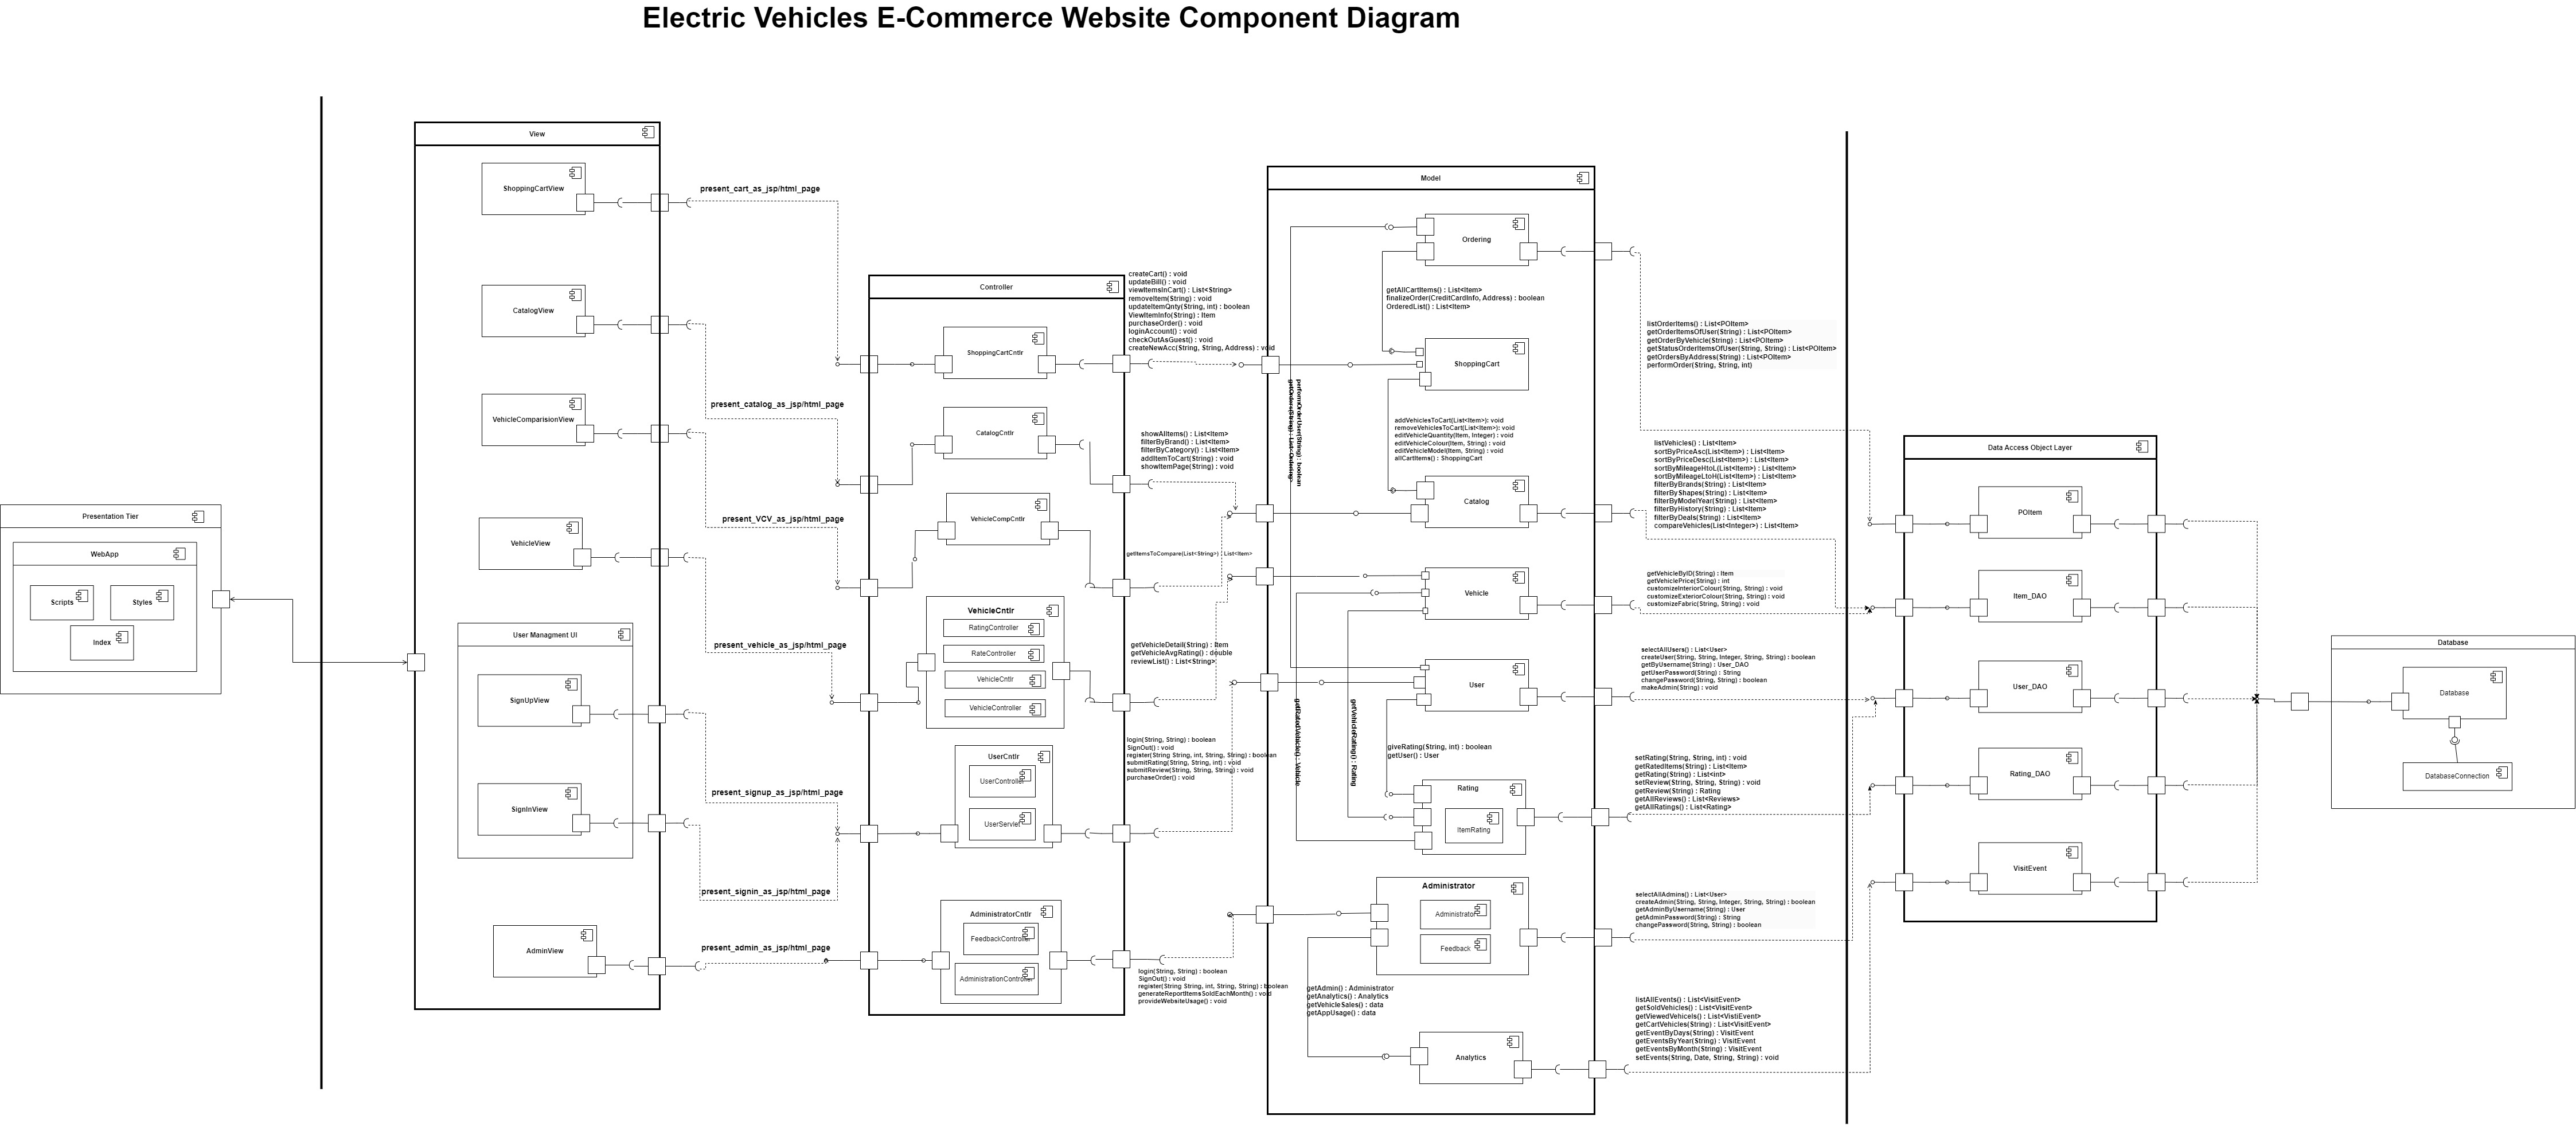 Electric Vehicles E-Commerce Website Component Diagram
Presentation Tier
WebApp
Scripts
Styles
Index
View
ShoppingCartView
CatalogView
VehicleComparisionView
VehicleView
User Managment UI
SignUpView
SignInView
AdminView
present_cart_as_jsp/html_page
present_catalog_as_jsp/html_page
present_VCV_as_jsp/html_page
present_vehicle_as_jsp/html_page
present_signup_as_jsp/html_page
present_signin_as_jsp/html_page
present_admin_as_jsp/html_page
Controller
ShoppingCartCntlr
CatalogCntlr
VehicleCompCntlr
VehicleCntlr
RatingController
RateController
VehicleCntlr
VehicleController
UserCntlr
UserController
UserServlet
AdministratorCntlr
FeedbackController
AdministrationController
createCart() : void
updateBill() : void
viewItemsInCart() : List<String>
removeItem(String) : void
updateItemQnty(String, int) : boolean
ViewItemInfo(String) : Item
purchaseOrder() : void
loginAccount() : void
checkOutAsGuest() : void
createNewAcc(String, String, Address) : void
showAllItems() : List<Item>
filterByBrand() : List<Item>
filterByCategory() : List<Item>
addItemToCart(String) : void
showItemPage(String) : void
getItemsToCompare(List<String>) : List<Item>
getVehicleDetail(String) : Item
getVehicleAvgRating() : double
reviewList() : List<String>
login(String, String) : boolean
SignOut() : void
register(String String, int, String, String) : boolean
submitRating(String, String, int) : void
submitReview(String, String, String) : void
purchaseOrder() : void
login(String, String) : boolean
SignOut() : void
register(String String, int, String, String) : boolean
generateReportItemsSoldEachMonth() : void
provideWebsiteUsage() : void
Model
Ordering
getAllCartItems() : List<Item>
finalizeOrder(CreditCardInfo, Address) : boolean
OrderedList() : List<Item>
ShoppingCart
performOrderUser(String) : boolean
getOrders(String) : List<Ordering>
addVehiclesToCart(List<Item>): void
removeVehiclesToCart(List<Item>): void
editVehicleQuantity(Item, Integer) : void
editVehicleColour(Item, String) : void
editVehicleModel(Item, String) : void
allCartItems() : ShoppingCart
Catalog
Vehicle
User
getRatedVehicle() : Vehicle
getVehicleRating() : Rating
giveRating(String, int) : boolean
getUser() : User
Rating
ItemRating
Administrator
Administrator
Feedback
getAdmin() : Administrator
getAnalytics() : Analytics
getVehicleSales() : data
getAppUsage() : data
Analytics
listOrderItems() : List<POItem>
getOrderItemsOfUser(String) : List<POItem>
getOrderByVehicle(String) : List<POItem>
getStatusOrderItemsOfUser(String, String) : List<POItem>
getOrdersByAddress(String) : List<POItem>
performOrder(String, String, int)
listVehicles() : List<Item>
sortByPriceAsc(List<Item>) : List<Item>
sortByPriceDesc(List<Item>) : List<Item>
sortByMileageHtoL(List<Item>) : List<Item>
sortByMileageLtoH(List<Item>) : List<Item>
filterByBrands(String) : List<Item>
filterByShapes(String) : List<Item>
filterByModelYear(String) : List<Item>
filterByHistory(String) : List<Item>
filterByDeals(String) : List<Item>
compareVehicles(List<Integer>) : List<Item>
getVehicleByID(String) : Item
getVehiclePrice(String) : int
customizeInteriorColour(String, String) : void
customizeExteriorColour(String, String) : void
customizeFabric(String, String) : void
selectAllUsers() : List<User>
createUser(String, String, Integer, String, String) : boolean
getByUsername(String) : User_DAO
getUserPassword(String) : String
changePassword(String, String) : boolean
makeAdmin(String) : void
setRating(String, String, int) : void
getRatedItems(String) : List<Item>
getRating(String) : List<int>
setReview(String, String, String) : void
getReview(String) : Rating
getAllReviews() : List<Reviews>
getAllRatings() : List<Rating>
selectAllAdmins() : List<User>
createAdmin(String, String, Integer, String, String) : boolean
getAdminByUsername(String) : User
getAdminPassword(String) : String
changePassword(String, String) : boolean
listAllEvents() : List<VisitEvent>
getSoldVehicles() : List<VisitEvent>
getViewedVehicels() : List<VistiEvent>
getCartVehicles(String) : List<VisitEvent>
getEventByDays(String) : VisitEvent
getEventsByYear(String) : VisitEvent
getEventsByMonth(String) : VisitEvent
setEvents(String, Date, String, String) : void
Data Access Object Layer
POItem
Item_DAO
User_DAO
Rating_DAO
VisitEvent
Database
Database
DatabaseConnection